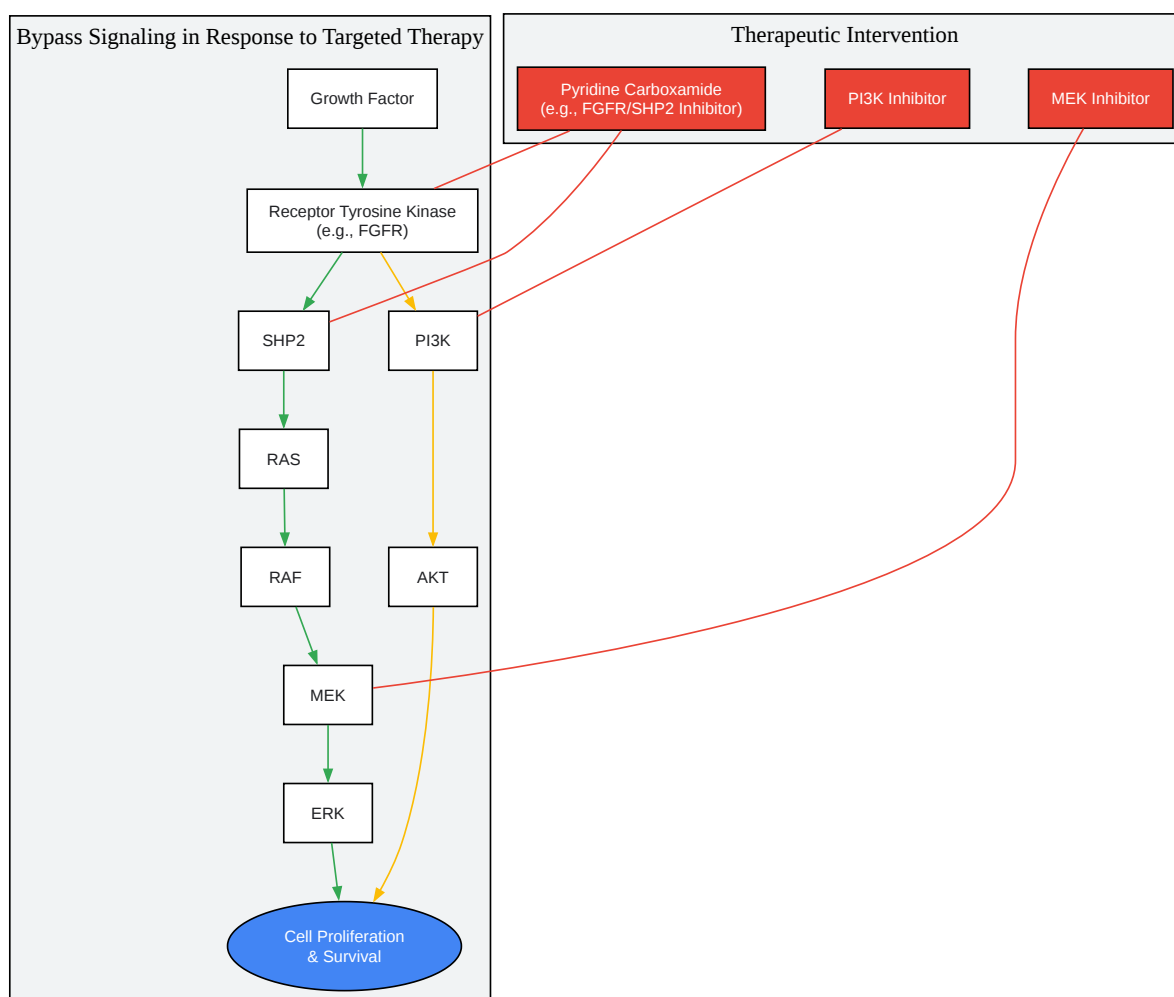 Bypass Signaling in Response to Targeted Therapy
Therapeutic Intervention
Growth Factor
Pyridine Carboxamide
(e.g., FGFR/SHP2 Inhibitor)
PI3K Inhibitor
MEK Inhibitor
Receptor Tyrosine Kinase
(e.g., FGFR)
SHP2
PI3K
RAS
RAF
AKT
MEK
ERK
Cell Proliferation
& Survival